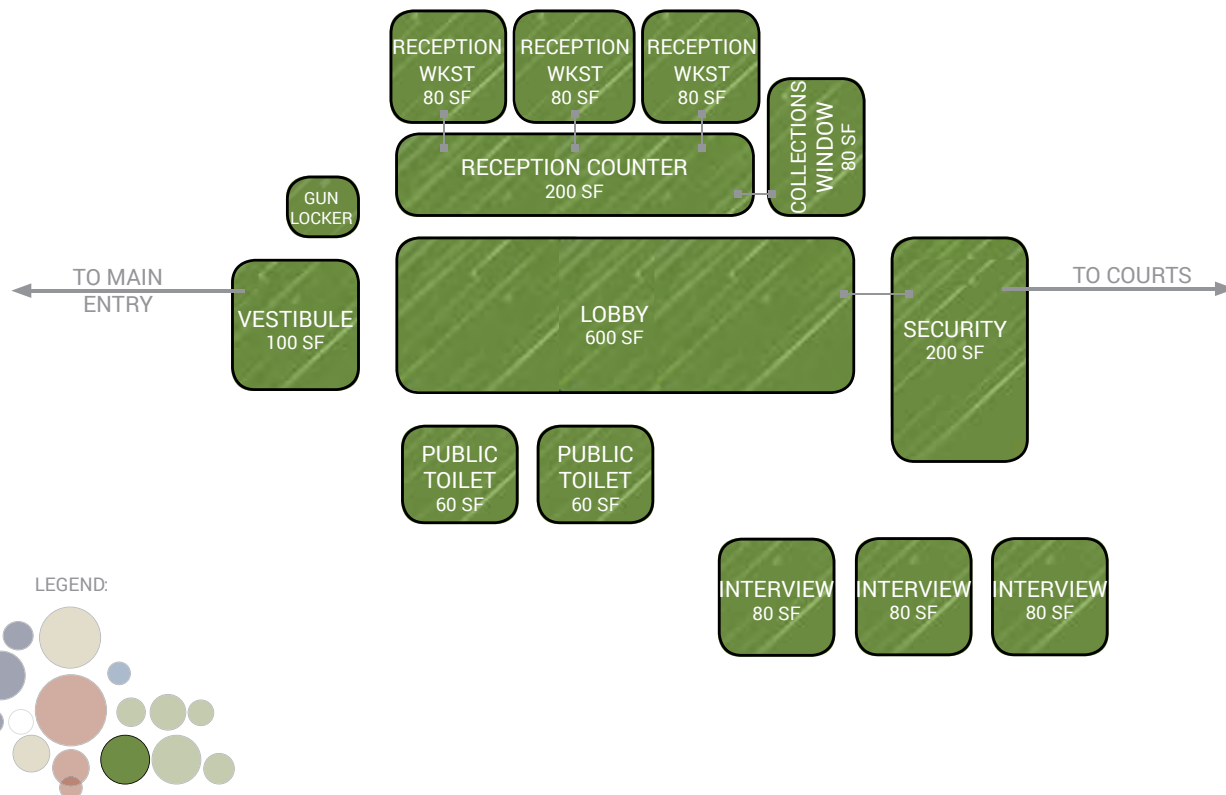 RECEPTION
WKST
80 SF
RECEPTION
WKST
80 SF
RECEPTION
WKST
80 SF
COLLECTIONS
WINDOW
80 SF
RECEPTION COUNTER
200 SF
GUN
LOCKER
TO MAIN
ENTRY
VESTIBULE
100 SF
LOBBY
600 SF
SECURITY
200 SF
TO COURTS
PUBLIC
TOILET
60 SF
PUBLIC
TOILET
60 SF
INTERVIEW
80 SF
INTERVIEW
80 SF
INTERVIEW
80 SF
LEGEND: